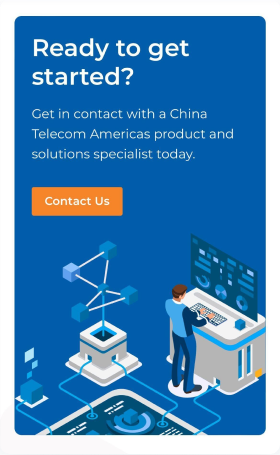 Ready to get
started?
Get in contact with a China
Telecom Americas product and
solutions specialist today.
Contact Us